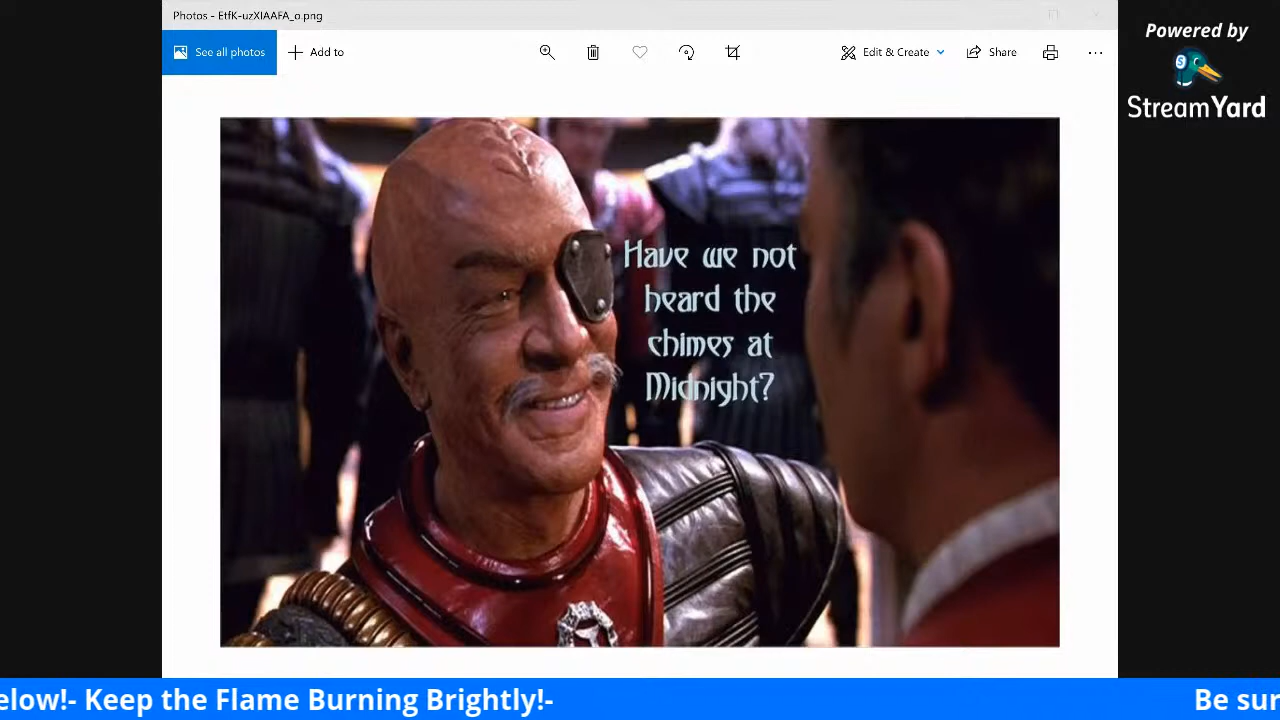 Photos - EtfK-uzXIAAFA_o.png
See all photos
Add to
Edit & Create
Share
Powered by
StreamYard
Have we not
heard the
chimes at
Midnight?
elow!- Keep the Flame Burning Brightly!-
Be sur